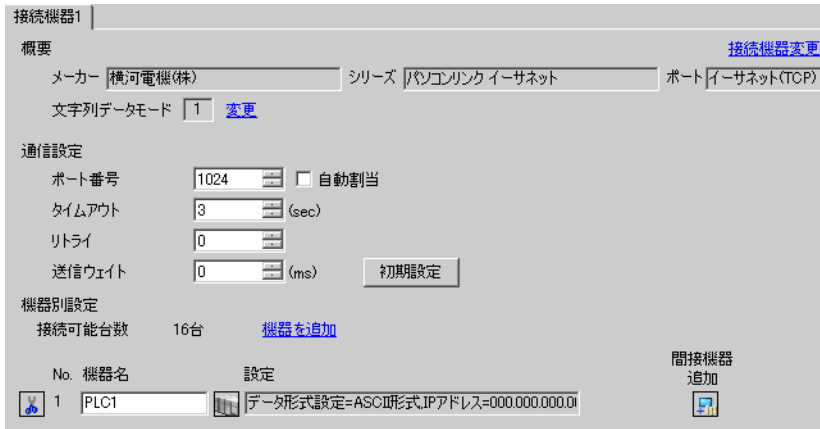 接続機器1
概要 接続機器変更
メーカー 横河電機(株) シリーズ パソコンリンク イーサネット ポート イーサネット(TCP)
文字列データモード 1 変更
通信設定
ポート番号 1024 自動割当
タイムアウト 3 (sec)
リトライ 0
送信ウェイト 0 (ms) 初期設定
機器別設定
接続可能台数 16台 機器を追加
間接機器
No. 機器名 設定 追加
1 PLC1 データ形式設定=ASCII形式,IPアドレス=000.000.000.0